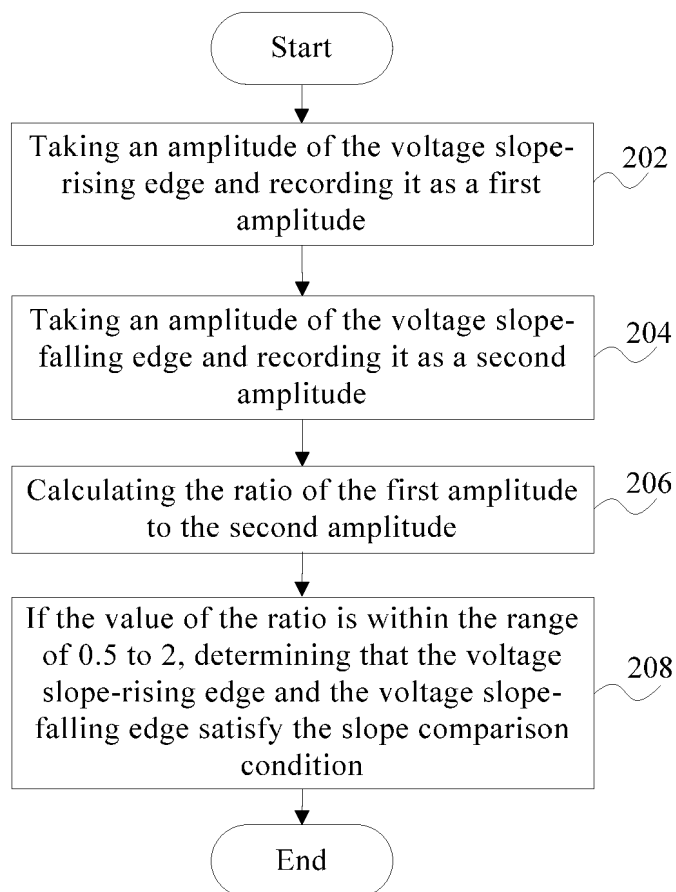 Start
Taking an amplitude of the voltage slope-
rising edge and recording it as a first
amplitude
202
Taking an amplitude of the voltage slope-
falling edge and recording it as a second
amplitude
204
Calculating the ratio of the first amplitude
to the second amplitude
206
If the value of the ratio is within the range
of 0.5 to 2, determining that the voltage
slope-rising edge and the voltage slope-
falling edge satisfy the slope comparison
condition
208
End